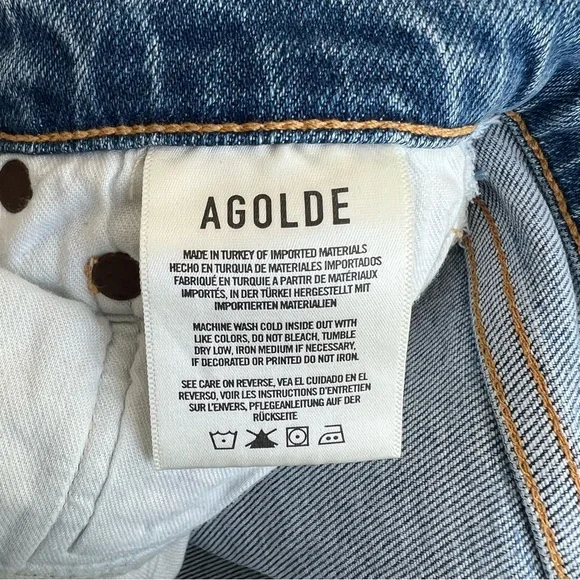 AGOLDE
MADE IN TURKEY OF IMPORTED MATERIALS
HECHO EN TURQUIA DE MATERIALES IMPORTADOS
FABRIQUÉ EN TURQUIE A PARTIR DE MATÉRIAUX
IMPORTÉS, IN DER TÜRKEI HERGESTELLT MIT
IMPORTIERTEN MATERIALIEN
MACHINE WASH COLD INSIDE OUT WITH
LIKE COLORS, DO NOT BLEACH, TUMBLE
DRY LOW, IRON MEDIUM IF NECESSARY,
IF DECORATED OR PRINTED DO NOT IRON.
SEE CARE ON REVERSE, VEA EL CUIDADO EN EL
REVERSO, VOIR LES INSTRUCTIONS D'ENTRETIEN
SUR L'ENVERS, PFLEGEANLEITUNG AUF DER
RÜCKSEITE